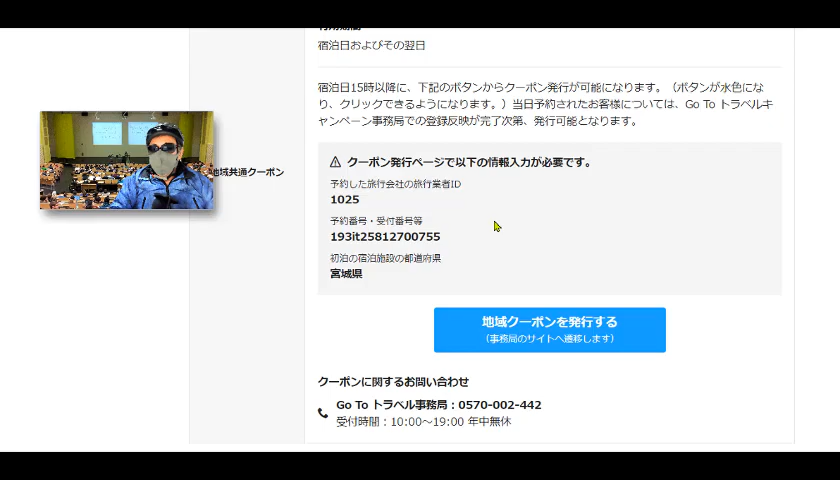 宿泊日およびその翌日
宿泊日15時以降に、下記のボタンからクーポン発行が可能になります。（ボタンが水色にな
り、クリックできるようになります。）当日予約されたお客様については、Go To トラベルキ
ャンペーン事務局での登録反映が完了次第、発行可能となります。
地域共通クーポン
クーポン発行ページで以下の情報入力が必要です。
予約した旅行会社の旅行業者ID
1025
予約番号・受付番号等
193it25812700755
初泊の宿泊施設の都道府県
宮城県
地域クーポンを発行する
（事務局のサイトへ遷移します）
クーポンに関するお問い合わせ
Go To トラベル事務局：0570-002-442
受付時間：10:00～19:00 年中無休